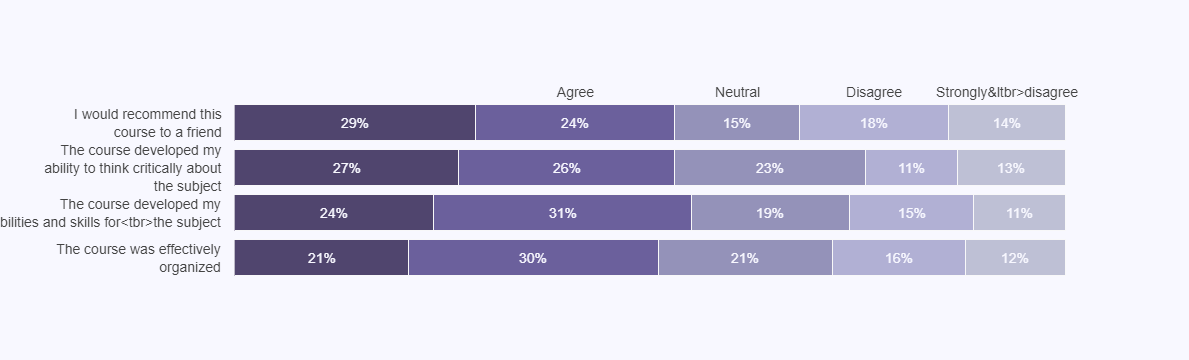 Agree Neutral Disagree Strongly&ltbr>disagree
I would recommend this
course to a friend
29% 24% 15% 18% 14%
The course developed my
ability to think critically about
the subject
27% 26% 23% 11% 13%
The course developed my
bilities and skills for<tbr>the subject
24% 31% 19% 15% 11%
The course was effectively
organized
21% 30% 21% 16% 12%